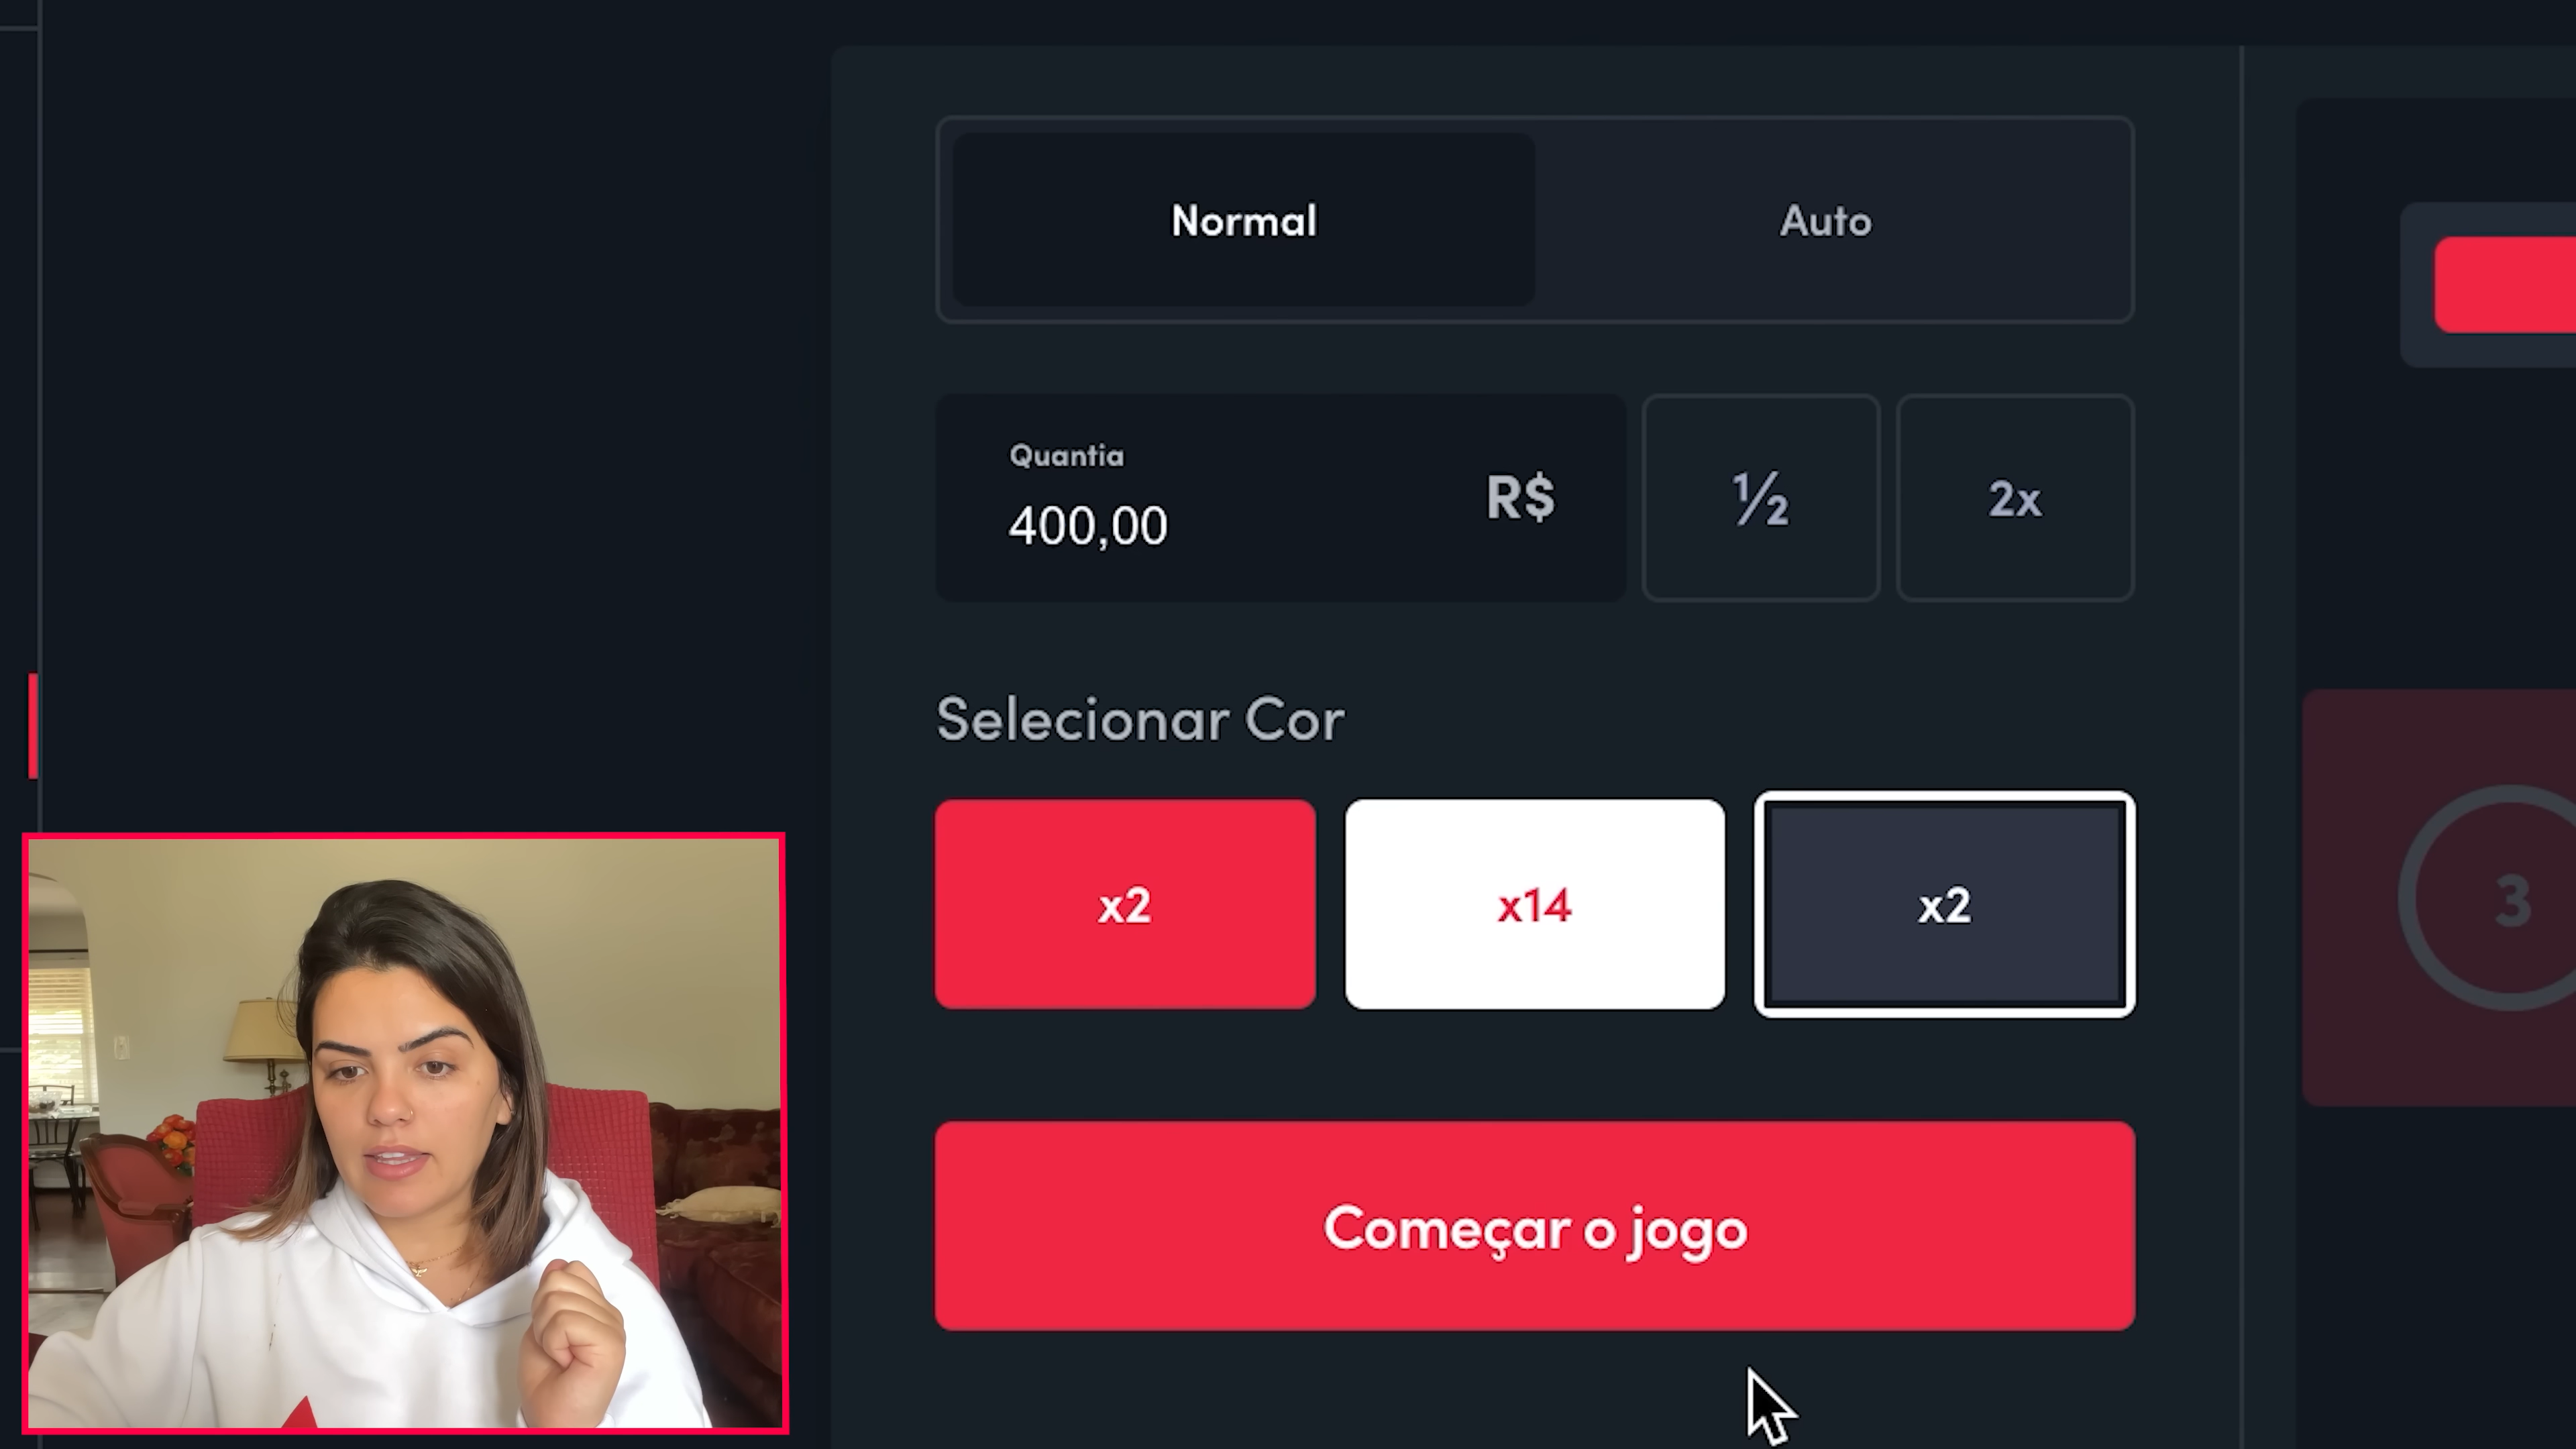 Normal
Auto
Quantia
400,00
R$
½
2x
Selecionar Cor
x2
x14
x2
3
Começar o jogo